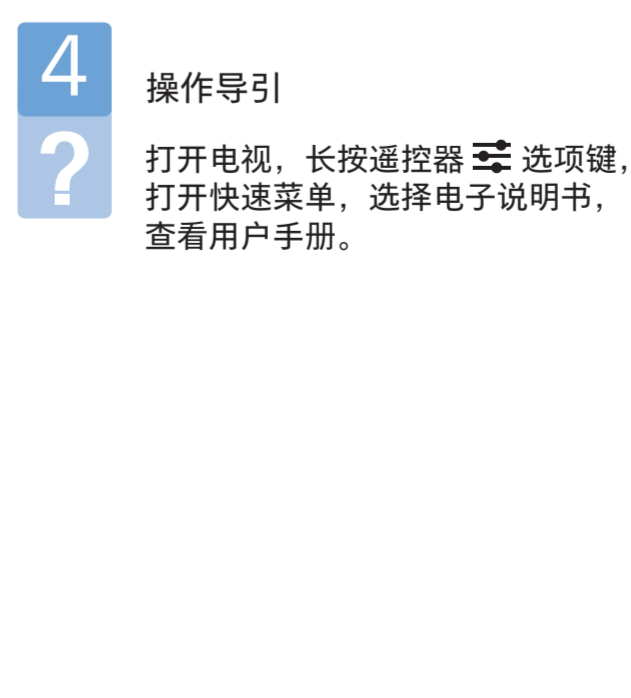 4
操作导引
?
打开电视，长按遥控器 选项键，
打开快速菜单，选择电子说明书，
查看用户手册。